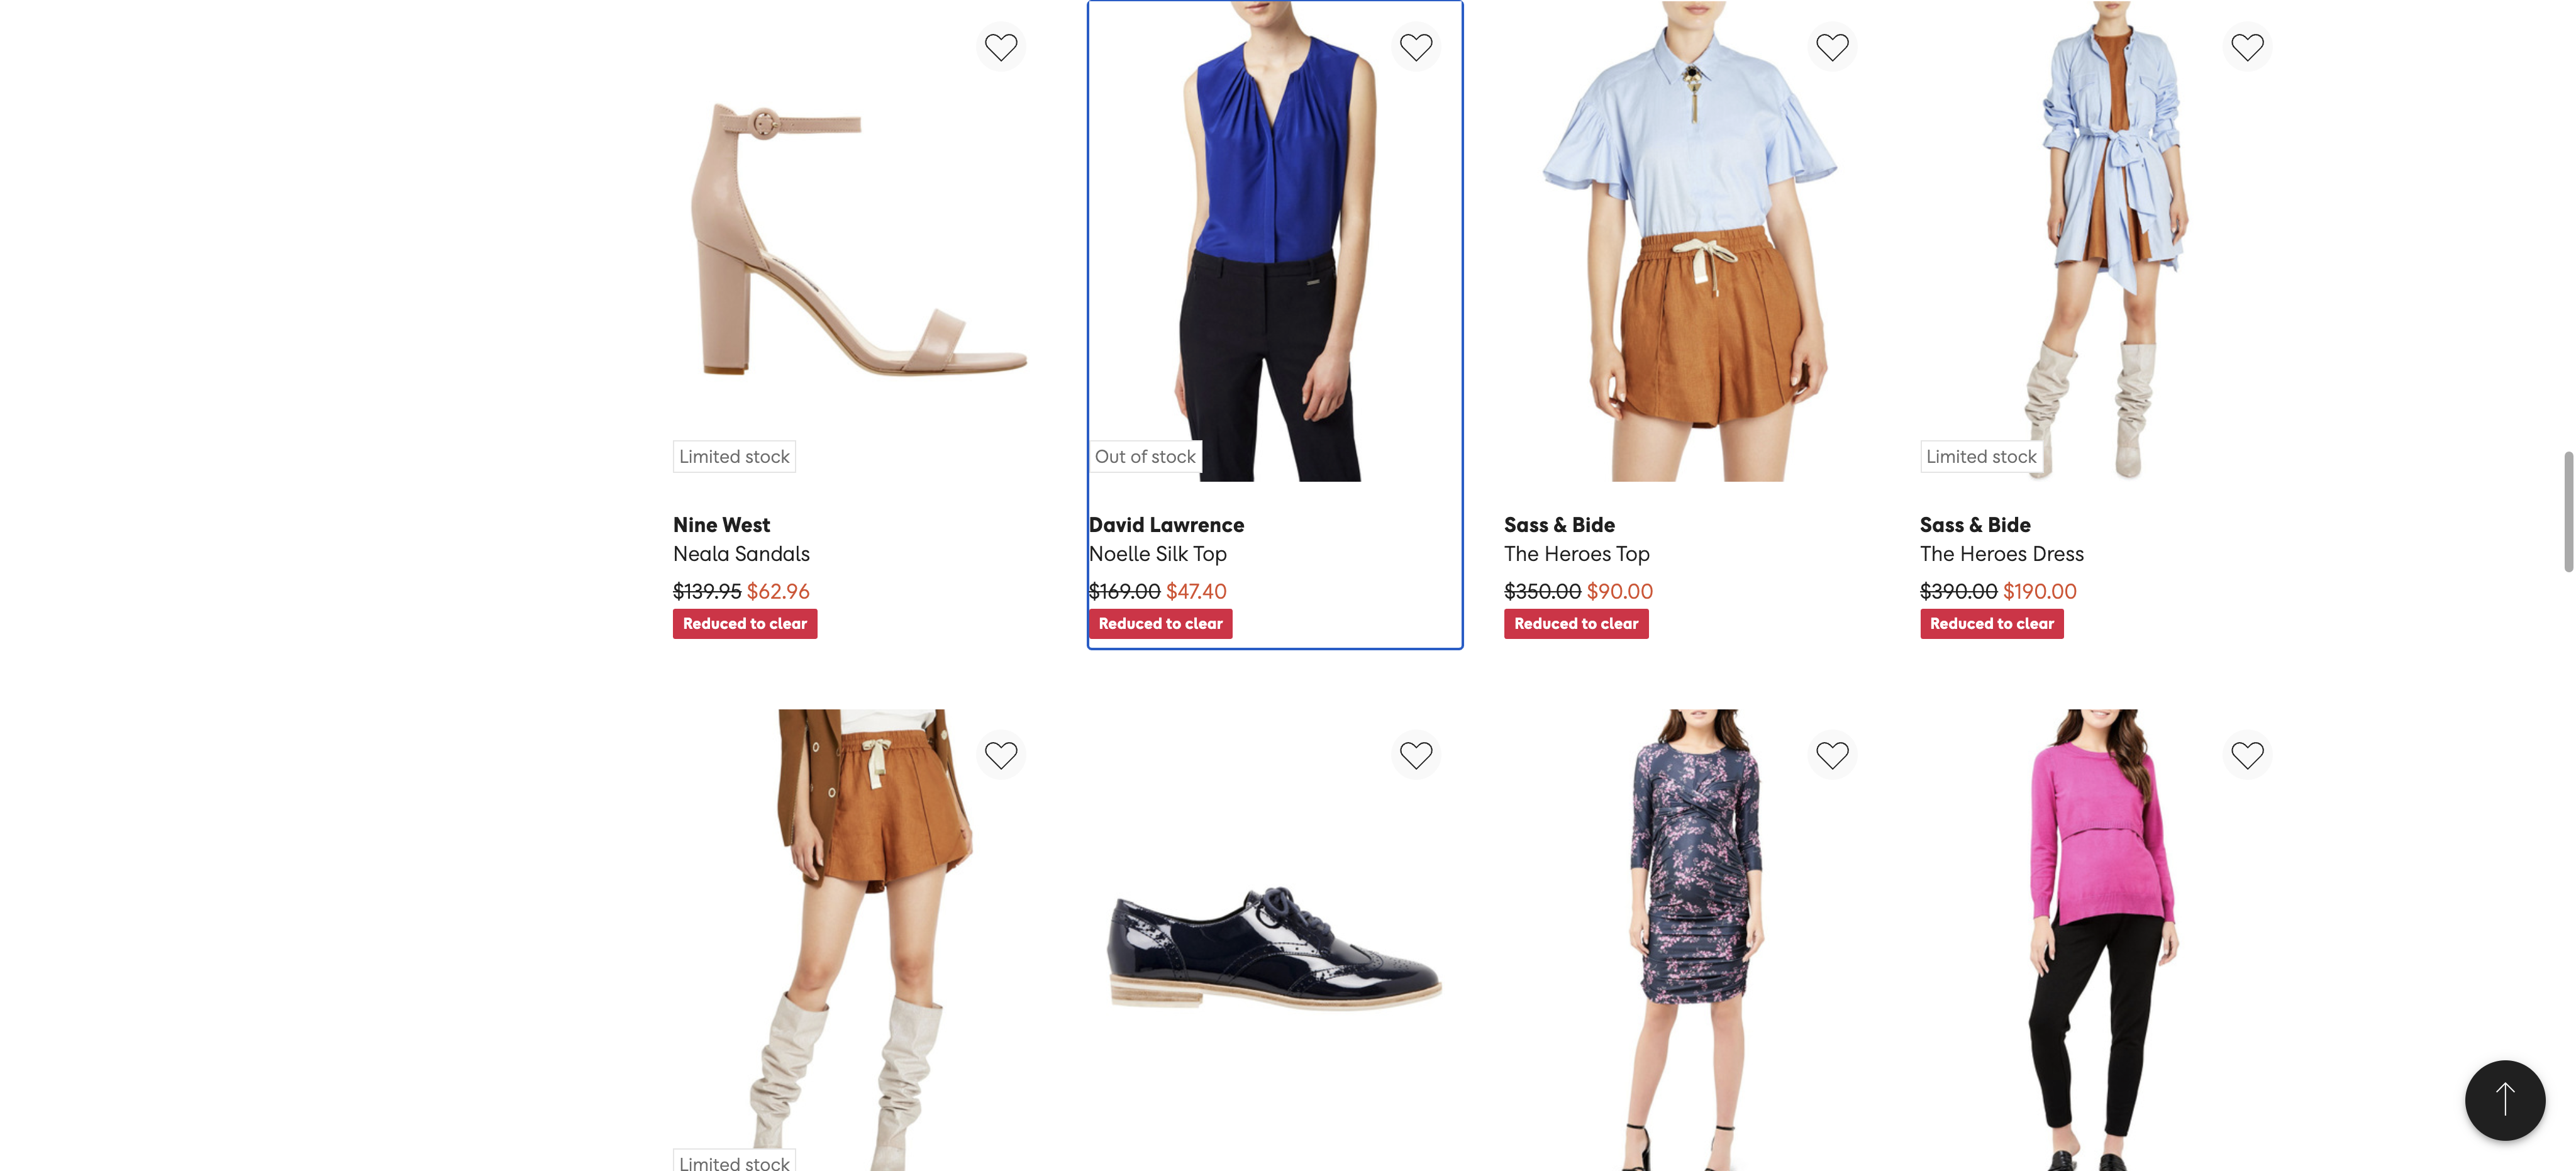 Limited stock
Nine West
Neala Sandals
$139.95 $62.96
Reduced to clear
Out of stock
David Lawrence
Noelle Silk Top
$169.00 $47.40
Reduced to clear
Sass & Bide
The Heroes Top
$350.00 $90.00
Reduced to clear
Limited stock
Sass & Bide
The Heroes Dress
$390.00 $190.00
Reduced to clear
Limited stock